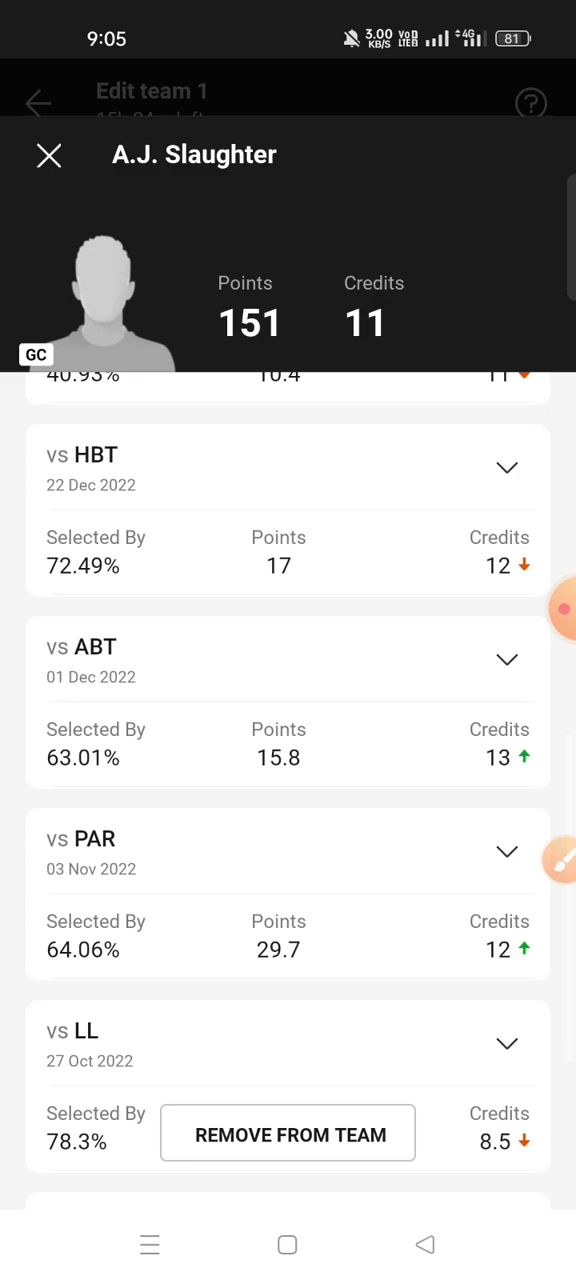 9:05
3.00
KB/S
Vo
LTE
4G
81
Edit team 1
A.J. Slaughter
Points
Credits
151
11
GC
40.93%
10.4
11
vs HBT
22 Dec 2022
Selected By
Points
Credits
72.49%
17
12
vs ABT
01 Dec 2022
Selected By
Points
Credits
63.01%
15.8
13
vs PAR
03 Nov 2022
Selected By
Points
Credits
64.06%
29.7
12
vs LL
27 Oct 2022
Selected By
Credits
78.3%
REMOVE FROM TEAM
8.5